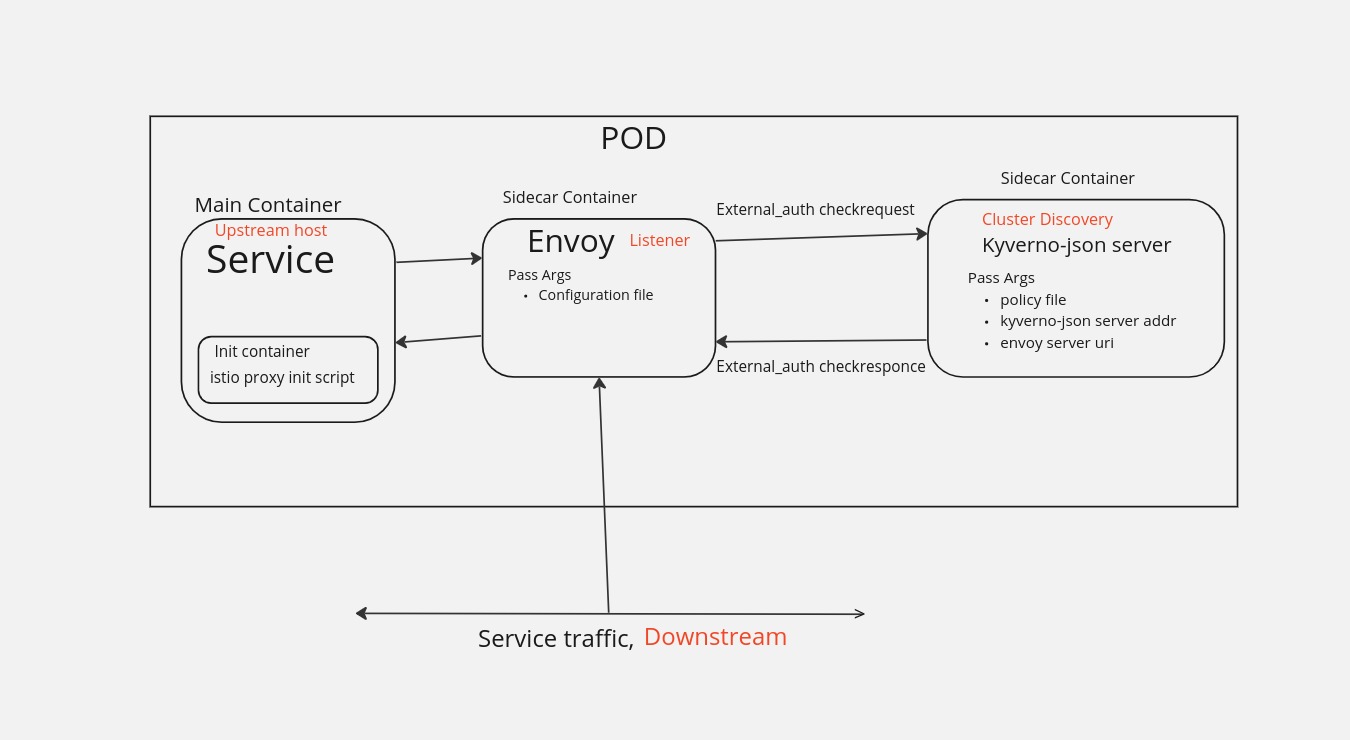 POD
Main Container
Upstream host
Service
Init container
istio proxy init script
Sidecar Container
Envoy Listener
Pass Args
• Configuration file
External_auth checkrequest
External_auth checkresponce
Sidecar Container
Cluster Discovery
Kyverno-json server
Pass Args
• policy file
• kyverno-json server addr
• envoy server uri
Service traffic, Downstream